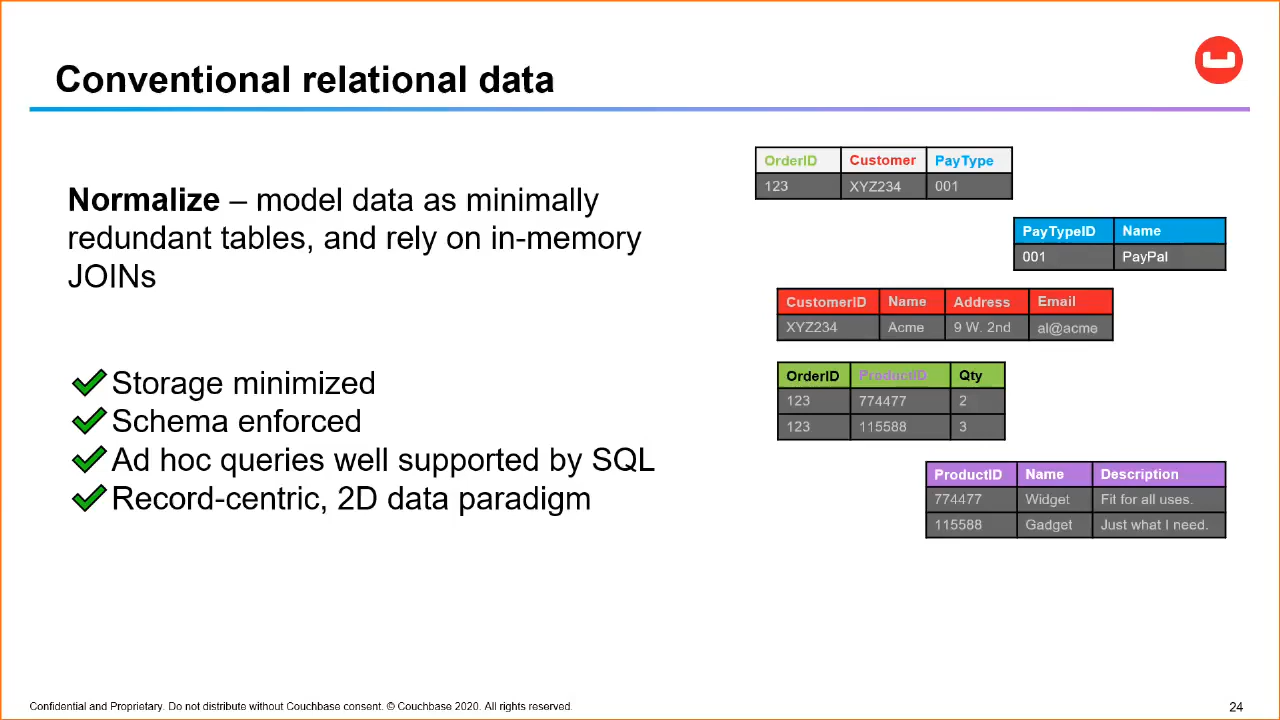 Conventional relational data
Normalize – model data as minimally
redundant tables, and rely on in-memory
JOINs
Storage minimized
Schema enforced
Ad hoc queries well supported by SQL
Record-centric, 2D data paradigm
OrderID Customer PayType
123 XYZ234 001
PayTypeID Name
001 PayPal
CustomerID Name Address Email
XYZ234 Acme 9 W. 2nd al@acme
OrderID ProductID Qty
123 774477 2
123 115588 3
ProductID Name Description
774477 Widget Fit for all uses.
115588 Gadget Just what I need.
Confidential and Proprietary. Do not distribute without Couchbase consent. © Couchbase 2020. All rights reserved.
24